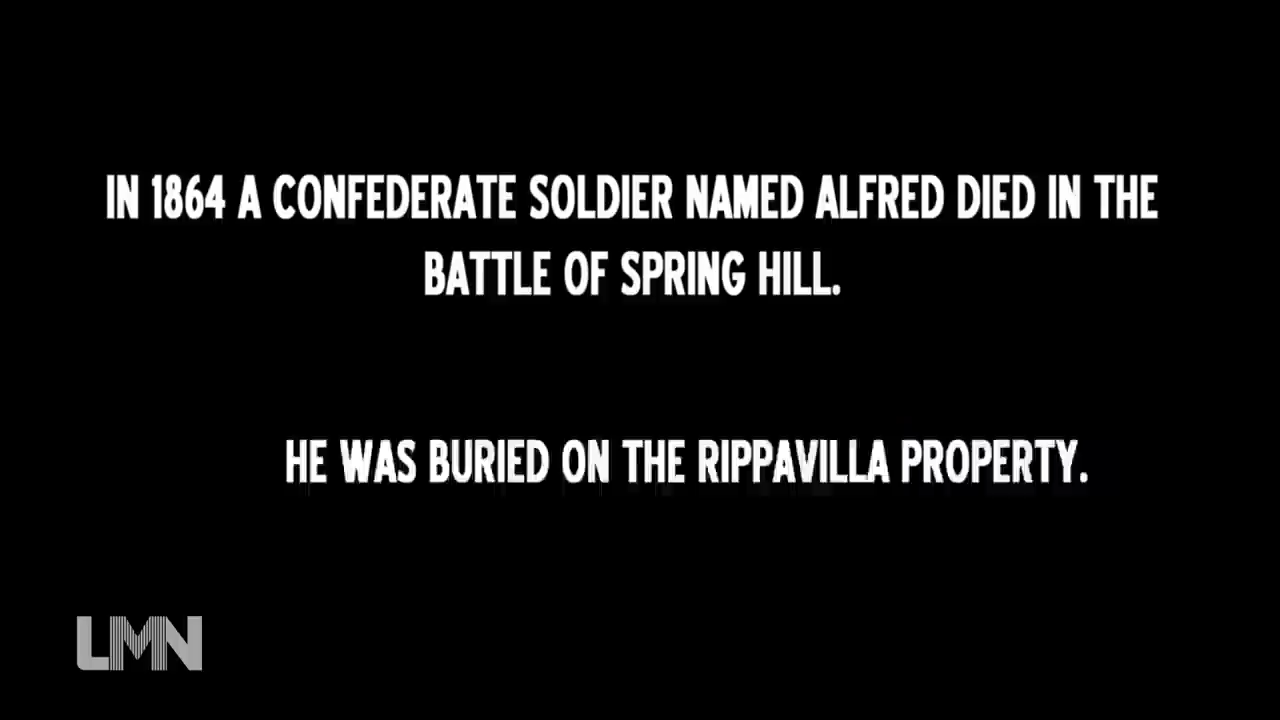 IN 1864 A CONFEDERATE SOLDIER NAMED ALFRED DIED IN THE
BATTLE OF SPRING HILL.
HE WAS BURIED ON THE RIPPAVILLA PROPERTY.
LMN